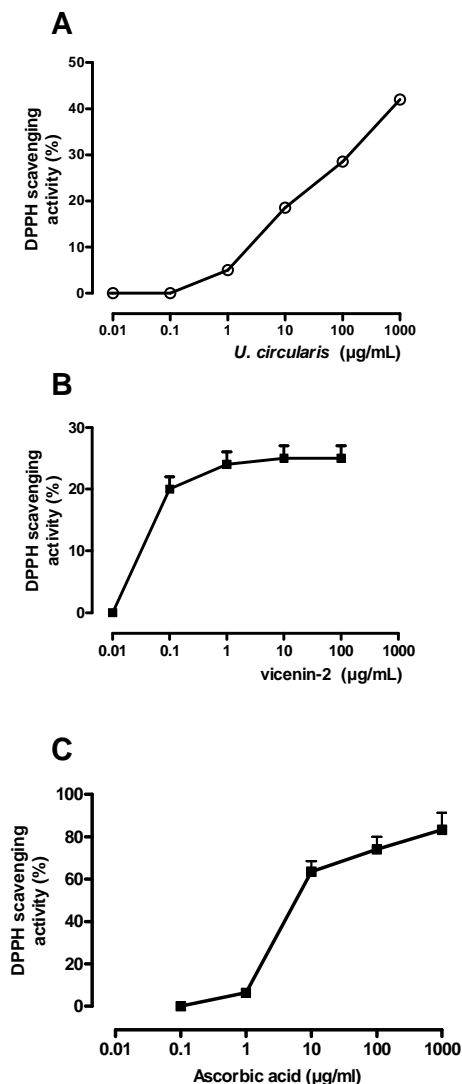 A
DPPH scavenging
activity (%)
50
40
30
20
10
0
0.01 0.1 1 10 100 1000
U. circularis (µg/mL)
B
DPPH scavenging
activity (%)
30
20
10
0
0.01 0.1 1 10 100 1000
vicenin-2 (µg/mL)
C
DPPH scavenging
activity (%)
100
80
60
40
20
0
0.01 0.1 1 10 100 1000
Ascorbic acid (µg/ml)